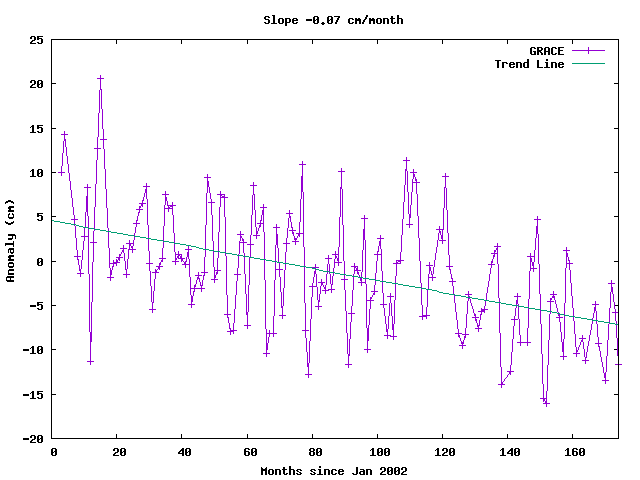 Slope -0.07 cm/month
GRACE
Trend Line
25
20
15
10
5
0
-5
-10
-15
-20
Anomaly (cm)
0 20 40 60 80 100 120 140 160
Months since Jan 2002